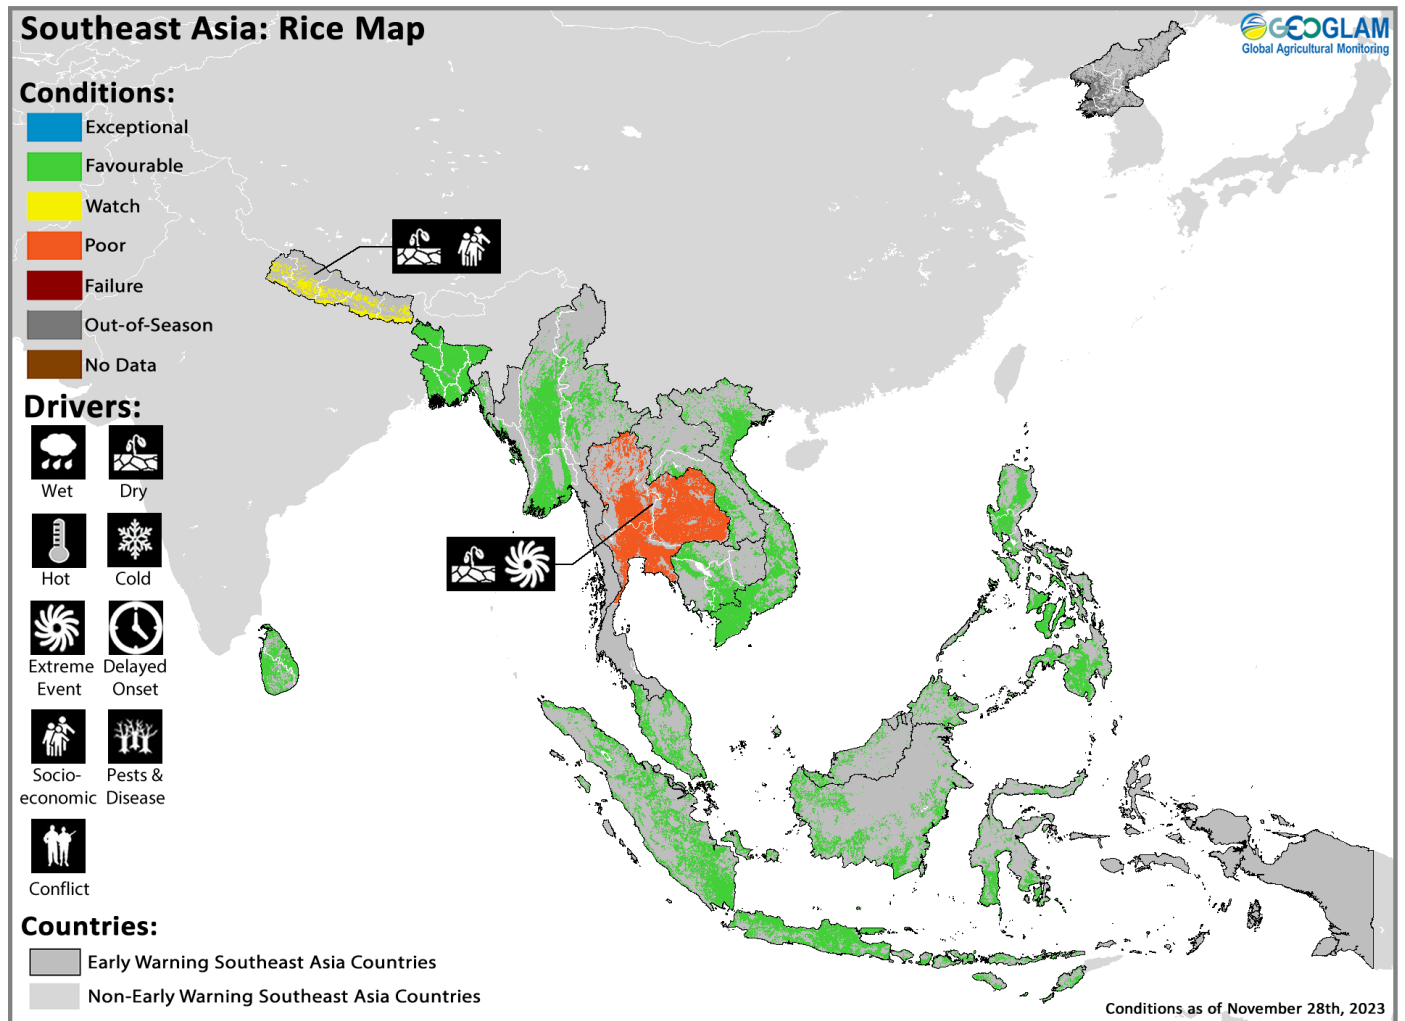 Southeast Asia: Rice Map
GEOGLAM
Global Agricultural Monitoring
Conditions:
Exceptional
Favourable
Watch
Poor
Failure
Out-of-Season
No Data
Drivers:
Wet
Dry
Hot
Cold
Extreme
Event
Delayed
Onset
Socio-
economic
Pests &
Disease
Conflict
Countries:
Early Warning Southeast Asia Countries
Non-Early Warning Southeast Asia Countries
Conditions as of November 28th, 2023